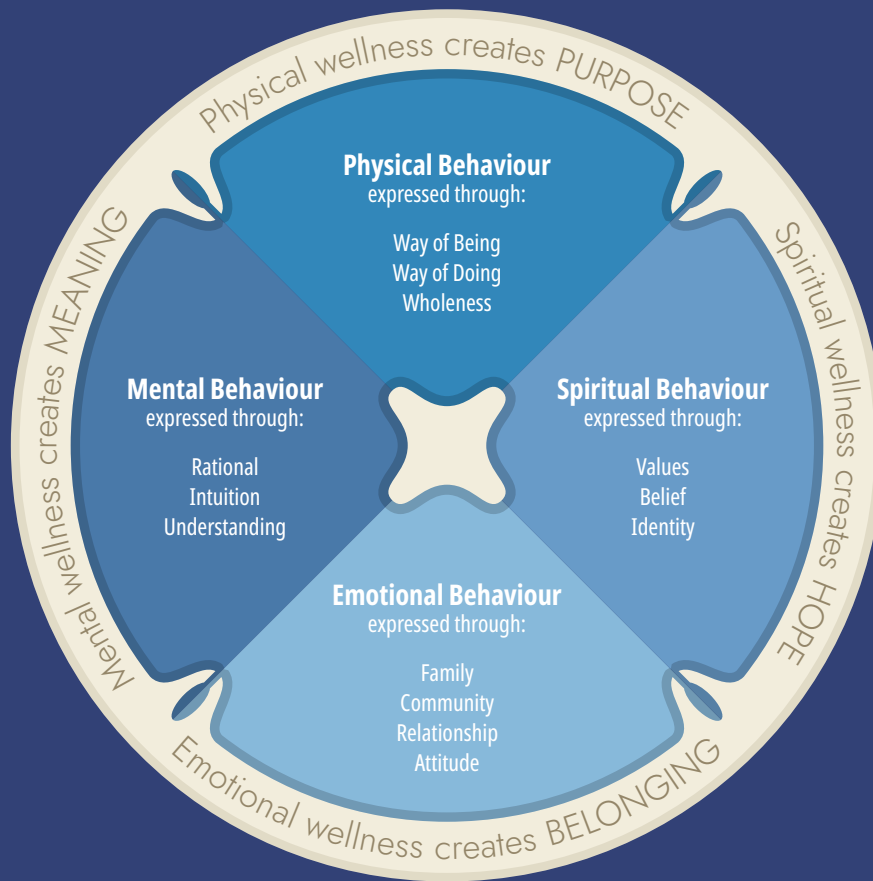 Physical wellness creates PURPOSE
Physical Behaviour
expressed through:
Way of Being
Way of Doing
Wholeness
Mental wellness creates MEANING
Mental Behaviour
expressed through:
Rational
Intuition
Understanding
Spiritual Behaviour
expressed through:
Values
Belief
Identity
Spiritual wellness creates HOPE
Emotional Behaviour
expressed through:
Family
Community
Relationship
Attitude
Emotional wellness creates BELONGING